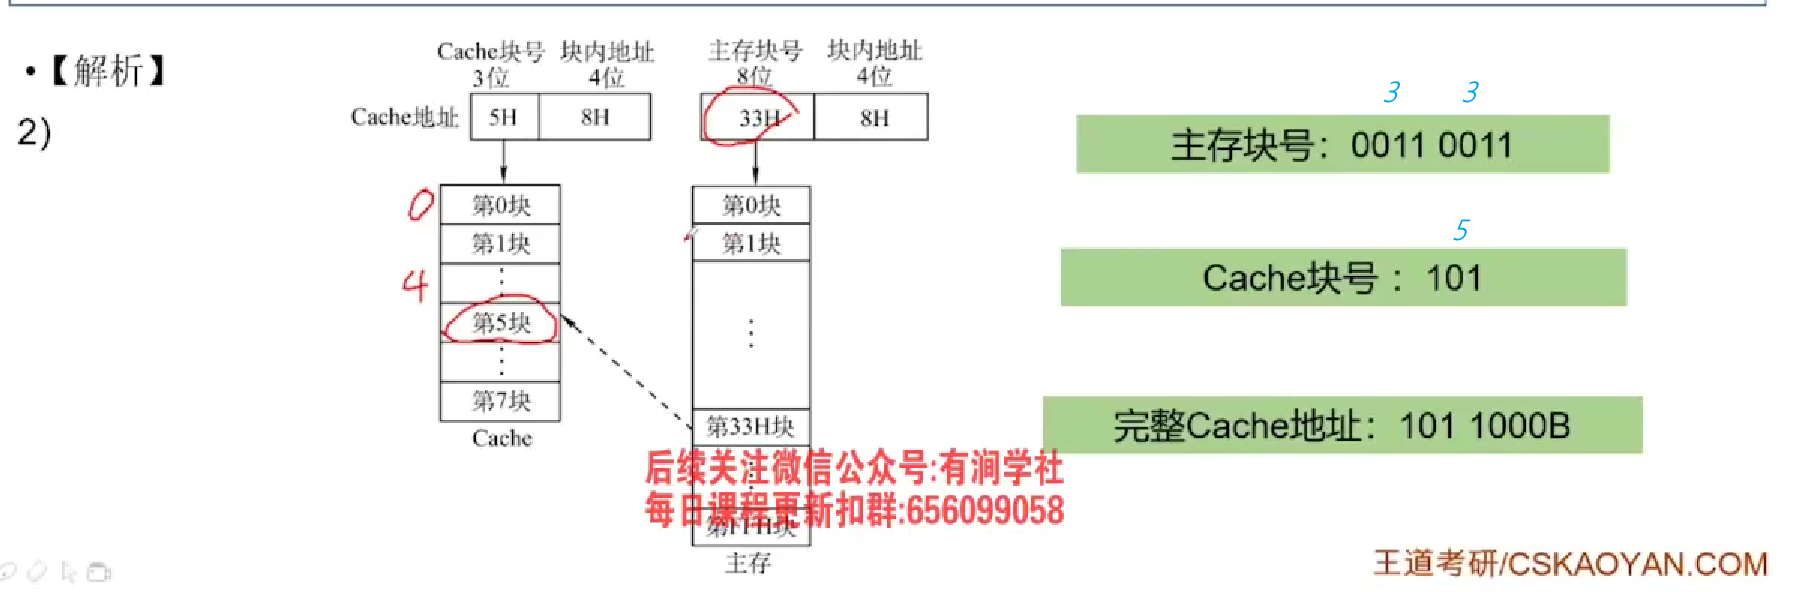 •【解析】
2)
Cache块号 块内地址
3位 4位
Cache地址 5H 8H
主存块号 块内地址
8位 4位
33H 8H
0 第0块
第1块
4 ⋮
第5块
⋮
第7块
Cache
第0块
第1块
⋮
第33H块
⋮
主存
3 3
主存块号：0011 0011
5
Cache块号： 101
完整Cache地址：101 1000B
后续关注微信公众号:有涧学社
每日课程更新扣群:656099058
王道考研/CSKAOYAN.COM